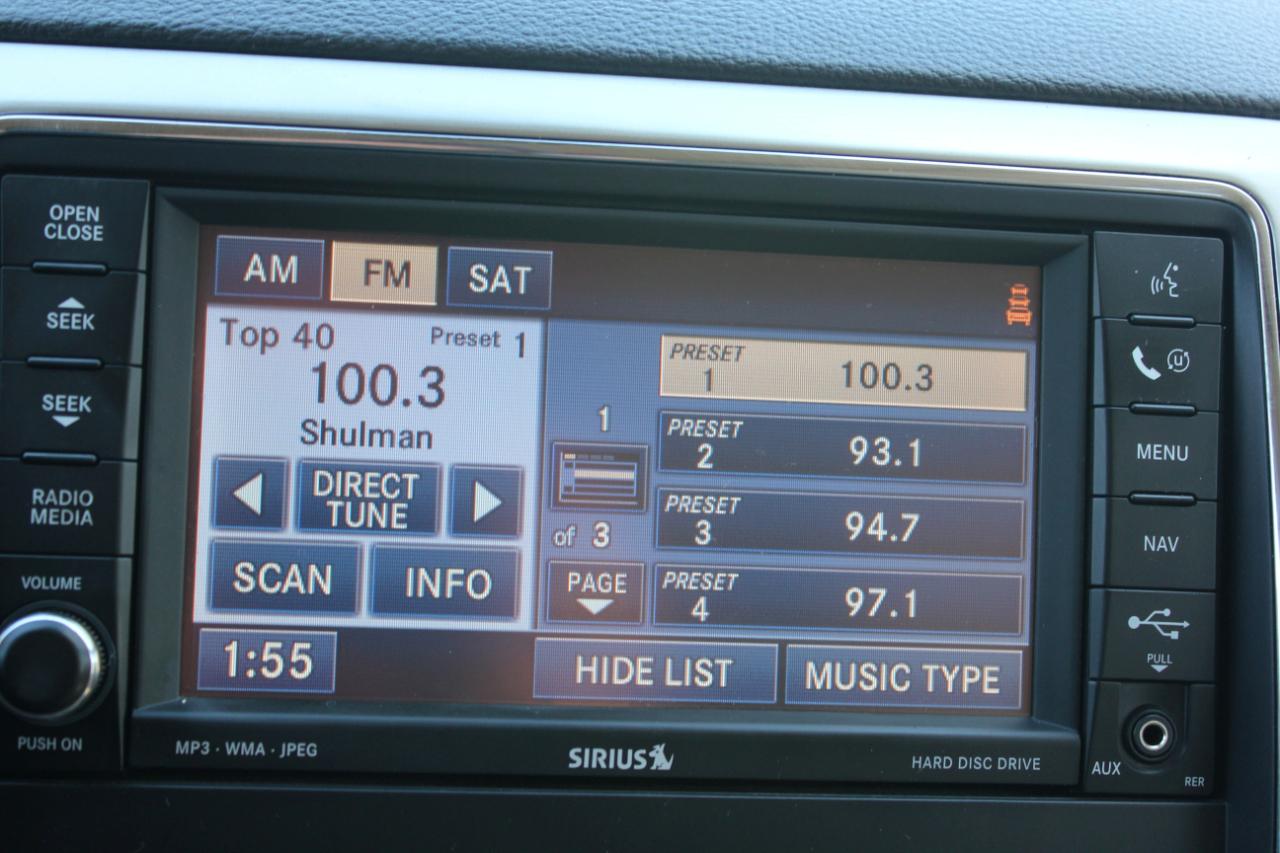 OPEN
CLOSE
SEEK
SEEK
RADIO
MEDIA
VOLUME
PUSH ON
AM FM SAT
Top 40 Preset 1
100.3
Shulman
DIRECT
TUNE
SCAN INFO
1:55
1
of 3
PAGE
PRESET
1 100.3
PRESET
2 93.1
PRESET
3 94.7
PRESET
4 97.1
HIDE LIST MUSIC TYPE
MP3 · WMA · JPEG SIRIUS HARD DISC DRIVE
u
MENU
NAV
PULL
AUX
RER